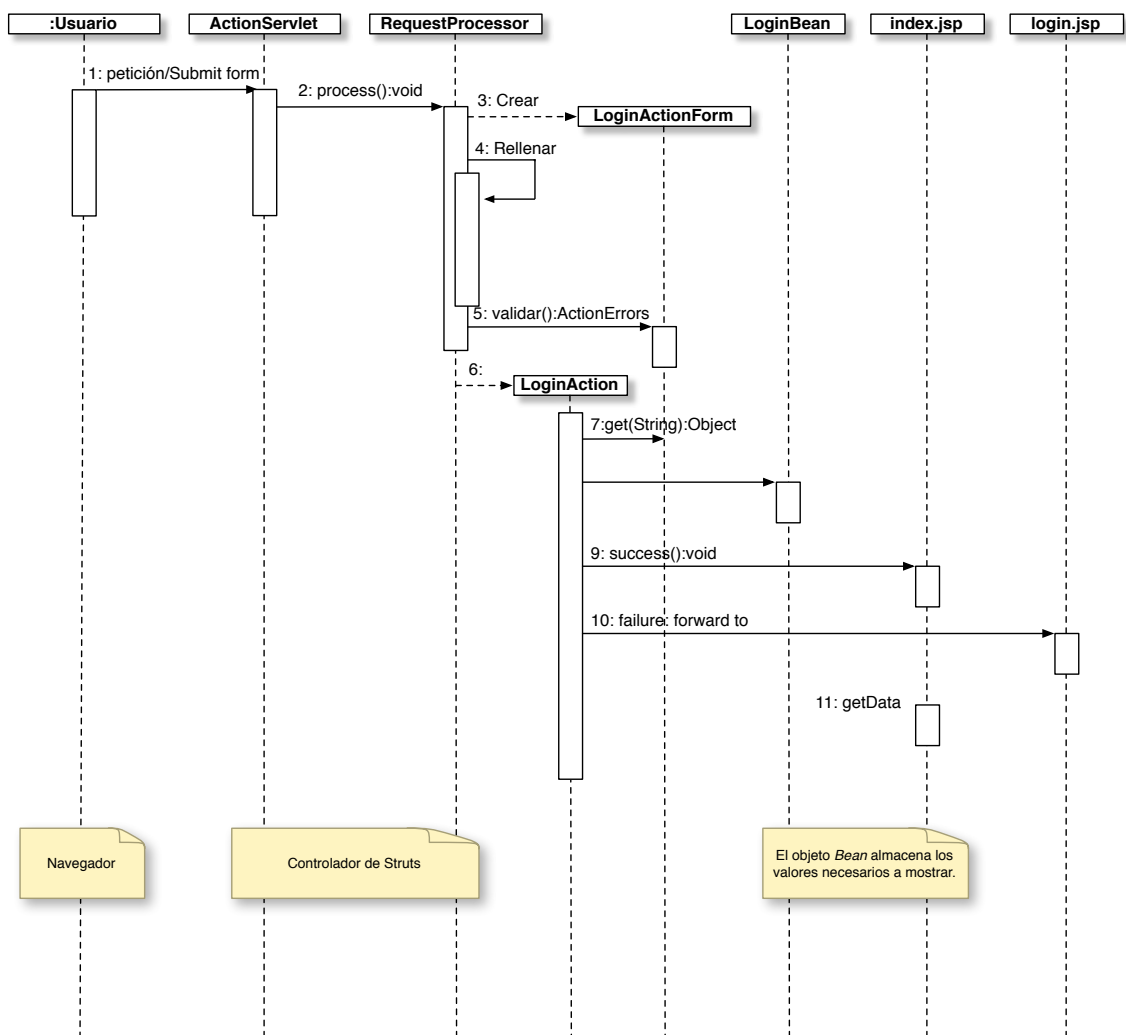 :Usuario
ActionServlet
RequestProcessor
LoginBean
index.jsp
login.jsp
1: petición/Submit form
2: process():void
3: Crear
LoginActionForm
4: Rellenar
5: validar():ActionErrors
6:
LoginAction
7:get(String):Object
9: success():void
10: failure: forward to
11: getData
Navegador
Controlador de Struts
El objeto Bean almacena los
valores necesarios a mostrar.